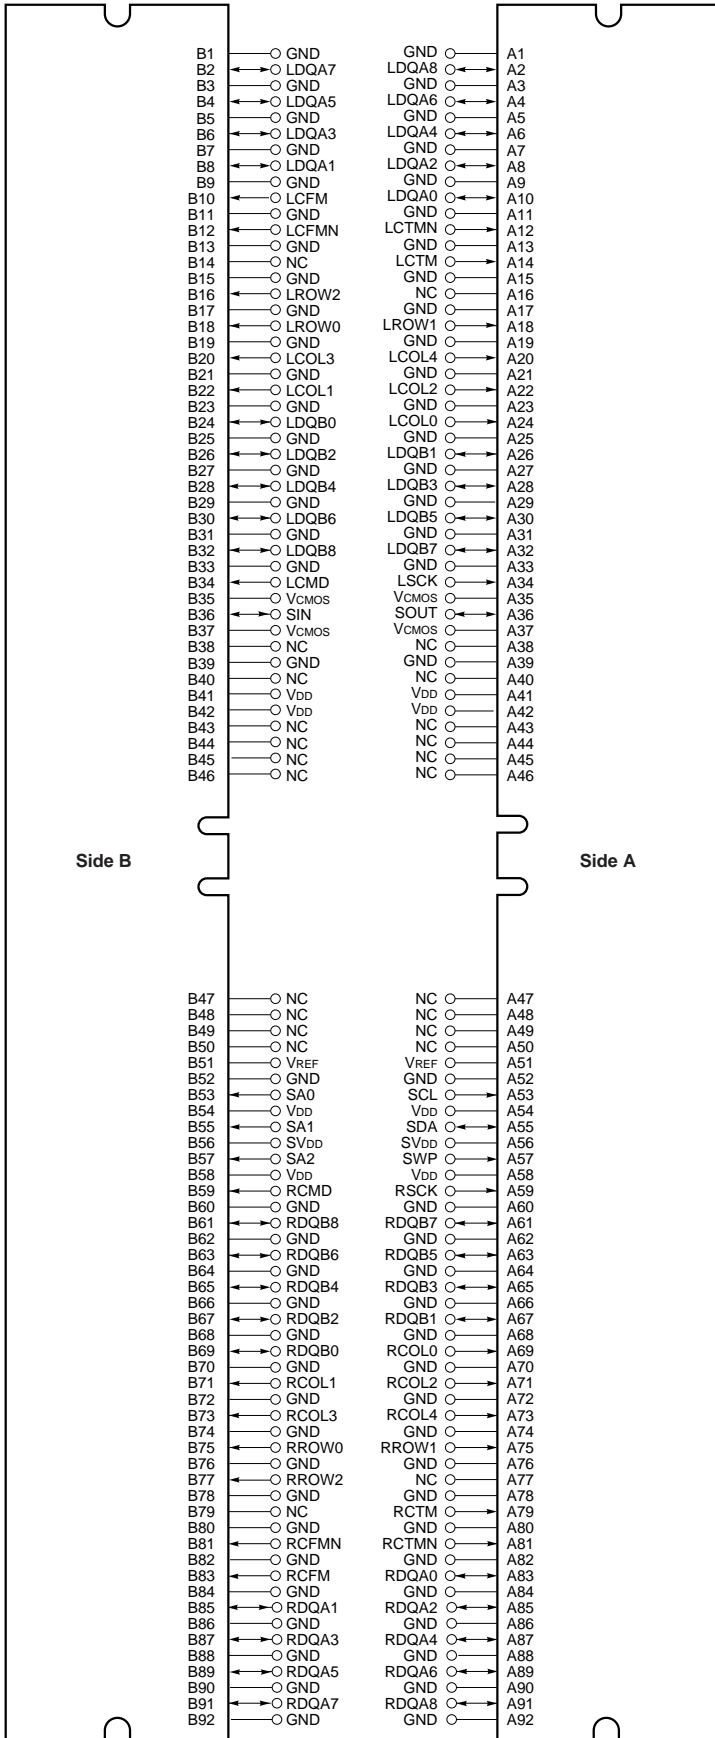 B1 GND GND A1
B2 LDQA7 LDQA8 A2
B3 GND GND A3
B4 LDQA5 LDQA6 A4
B5 GND GND A5
B6 LDQA3 LDQA4 A6
B7 GND GND A7
B8 LDQA1 LDQA2 A8
B9 GND GND A9
B10 LCFM LDQA0 A10
B11 GND GND A11
B12 LCFMN LCTMN A12
B13 GND GND A13
B14 NC LCTM A14
B15 GND GND A15
B16 LROW2 NC A16
B17 GND GND A17
B18 LROW0 LROW1 A18
B19 GND GND A19
B20 LCOL3 LCOL4 A20
B21 GND GND A21
B22 LCOL1 LCOL2 A22
B23 GND GND A23
B24 LDQB0 LCOL0 A24
B25 GND GND A25
B26 LDQB2 LDQB1 A26
B27 GND GND A27
B28 LDQB4 LDQB3 A28
B29 GND GND A29
B30 LDQB6 LDQB5 A30
B31 GND GND A31
B32 LDQB8 LDQB7 A32
B33 GND GND A33
B34 LCMD LSCK A34
B35 VCMOS VCMOS A35
B36 SIN SOUT A36
B37 VCMOS VCMOS A37
B38 NC NC A38
B39 GND GND A39
B40 NC NC A40
B41 VDD VDD A41
B42 VDD VDD A42
B43 NC NC A43
B44 NC NC A44
B45 NC NC A45
B46 NC NC A46
Side B Side A
B47 NC NC A47
B48 NC NC A48
B49 NC NC A49
B50 NC NC A50
B51 VREF VREF A51
B52 GND GND A52
B53 SA0 SCL A53
B54 VDD VDD A54
B55 SA1 SDA A55
B56 SVDD SVDD A56
B57 SA2 SWP A57
B58 VDD VDD A58
B59 RCMD RSCK A59
B60 GND GND A60
B61 RDQB8 RDQB7 A61
B62 GND GND A62
B63 RDQB6 RDQB5 A63
B64 GND GND A64
B65 RDQB4 RDQB3 A65
B66 GND GND A66
B67 RDQB2 RDQB1 A67
B68 GND GND A68
B69 RDQB0 RCOL0 A69
B70 GND GND A70
B71 RCOL1 RCOL2 A71
B72 GND GND A72
B73 RCOL3 RCOL4 A73
B74 GND GND A74
B75 RROW0 RROW1 A75
B76 GND GND A76
B77 RROW2 NC A77
B78 GND GND A78
B79 NC RCTM A79
B80 GND GND A80
B81 RCFMN RCTMN A81
B82 GND GND A82
B83 RCFM RDQA0 A83
B84 GND GND A84
B85 RDQA1 RDQA2 A85
B86 GND GND A86
B87 RDQA3 RDQA4 A87
B88 GND GND A88
B89 RDQA5 RDQA6 A89
B90 GND GND A90
B91 RDQA7 RDQA8 A91
B92 GND GND A92